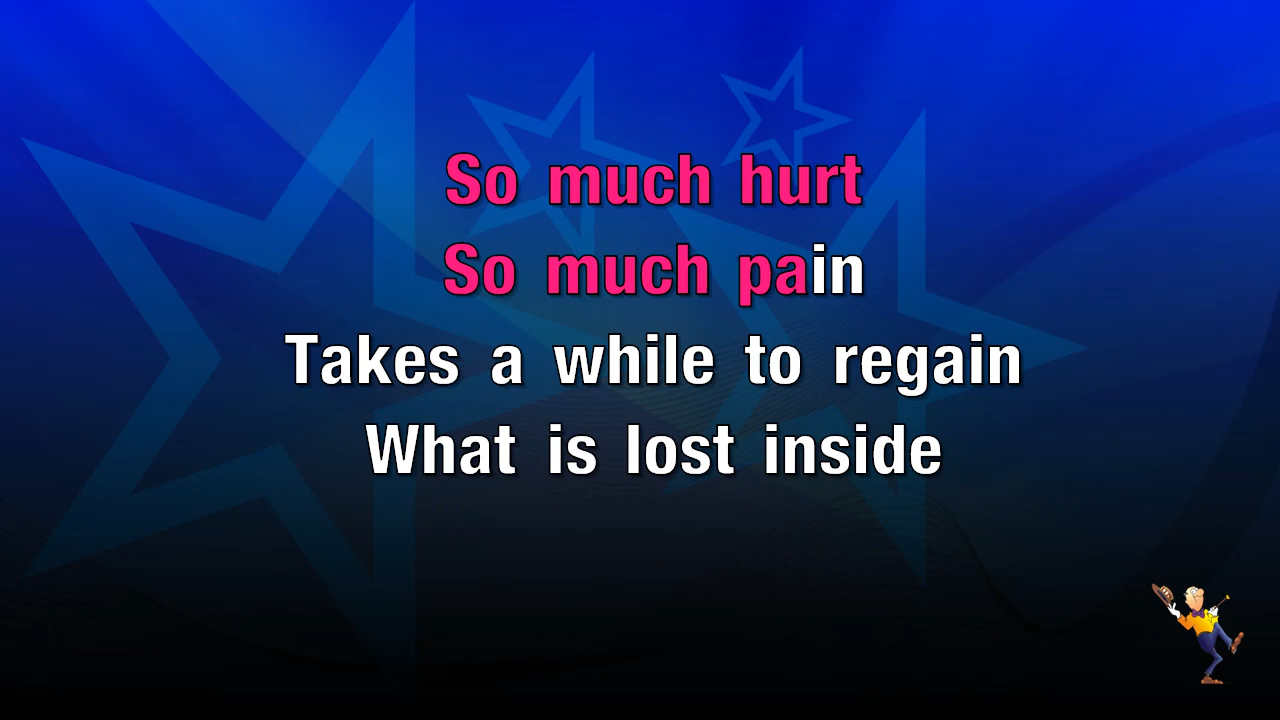 So much hurt
So much pain
Takes a while to regain
What is lost inside